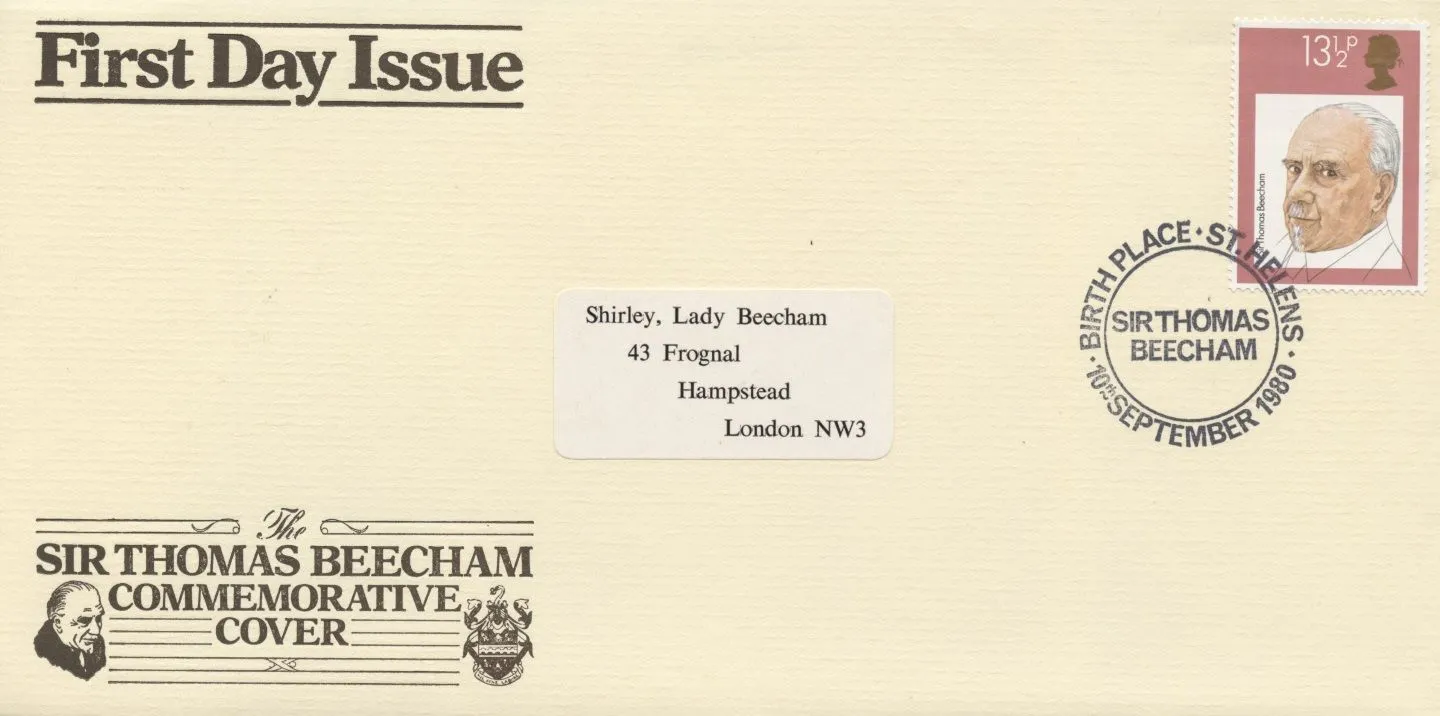 First Day Issue
13½P
Sir Thomas Beecham
Shirley, Lady Beecham
43 Frognal
Hampstead
London NW3
BIRTH PLACE · ST. HELENS ·
SIR THOMAS
BEECHAM
· 10th SEPTEMBER 1980
The
SIR THOMAS BEECHAM
COMMEMORATIVE
COVER